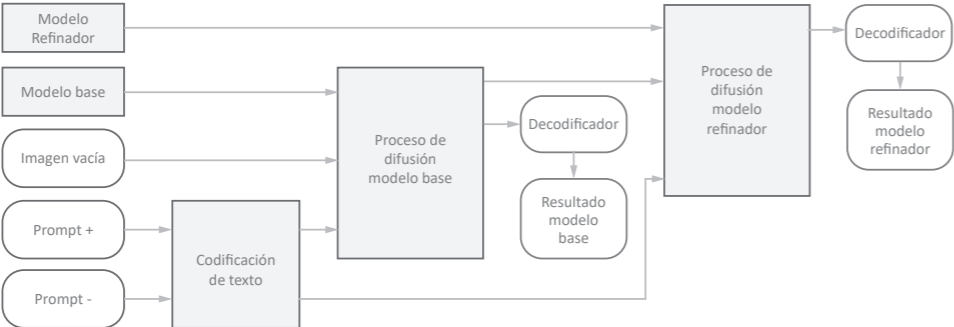 Modelo
Refinador
Modelo base
Imagen vacía
Prompt +
Prompt -
Codificación
de texto
Proceso de
difusión
modelo base
Decodificador
Resultado
modelo
base
Proceso de
difusión
modelo
refinador
Decodificador
Resultado
modelo
refinador